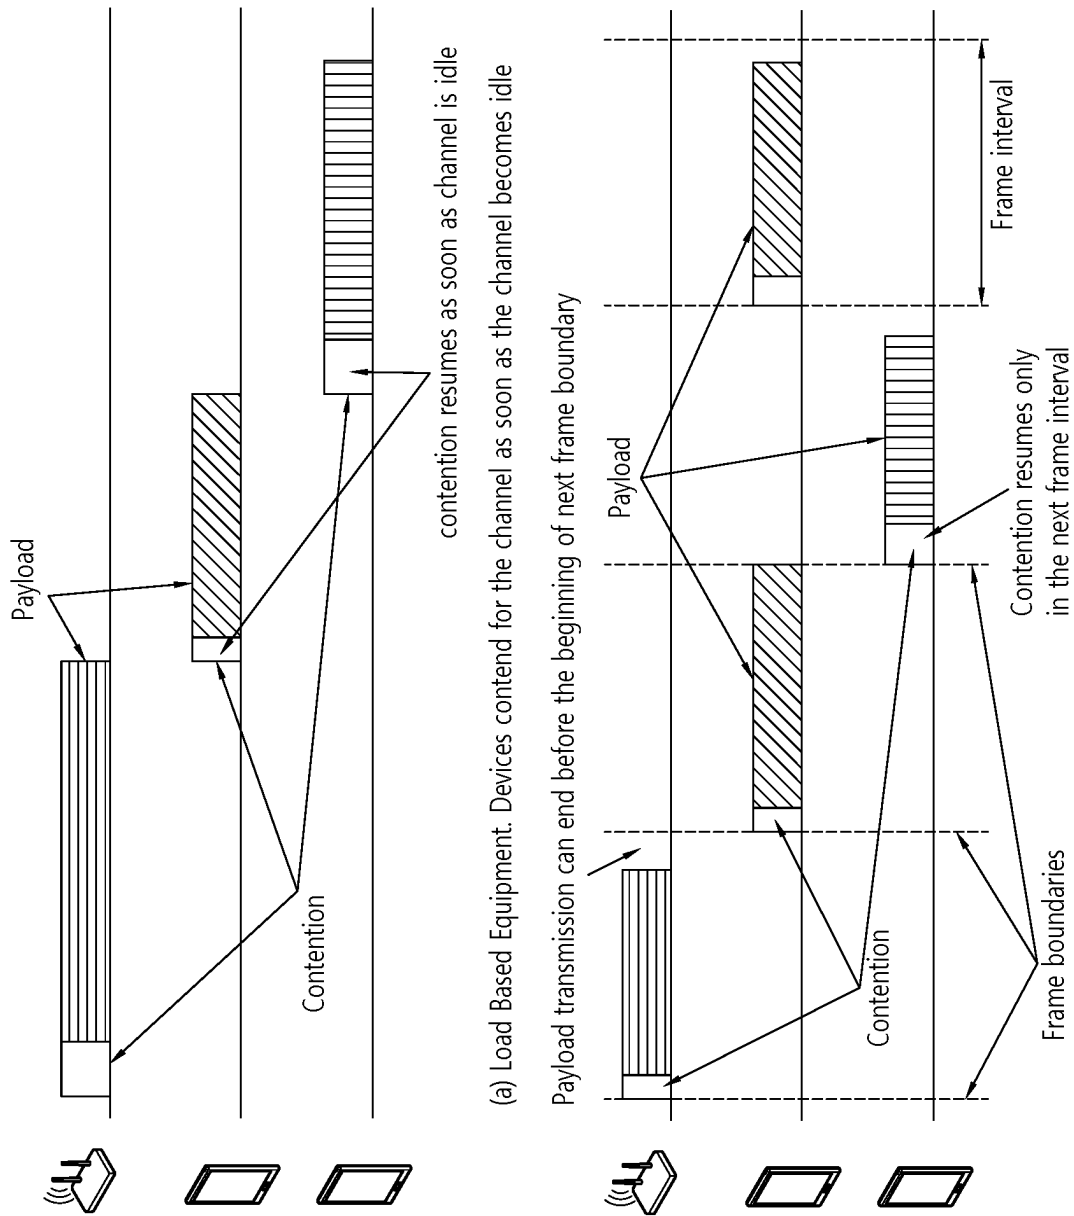 Payload
Contention
contention resumes as soon as channel is idle
(a) Load Based Equipment. Devices contend for the channel as soon as the channel becomes idle
Payload transmission can end before the beginning of next frame boundary
Payload
Contention
Frame interval
Contention resumes only
in the next frame interval
Frame boundaries